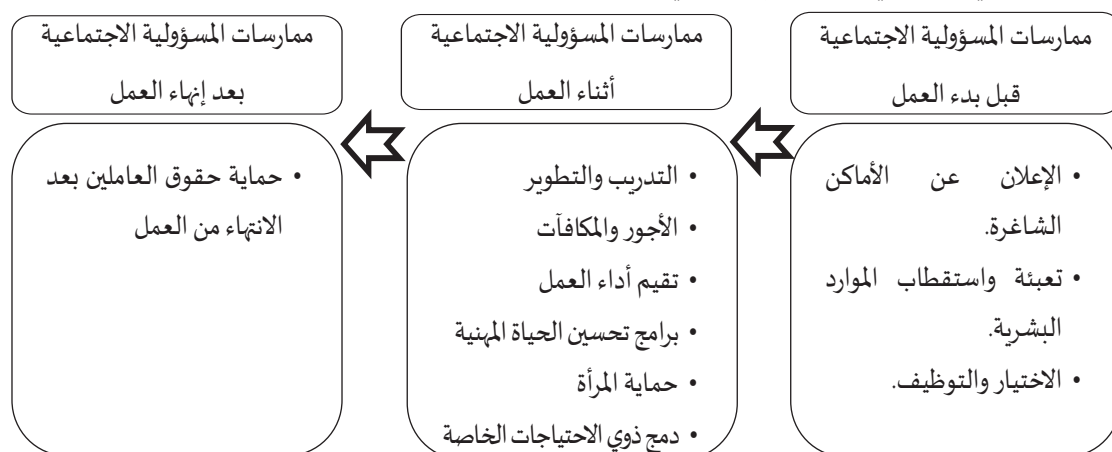 ممارسات المسؤولية الاجتماعية
قبل بدء العمل
• الإعلان عن الأماكن
الشاغرة.
• تعبئة واستقطاب الموارد
البشرية.
• الاختيار والتوظيف.
ممارسات المسؤولية الاجتماعية
أثناء العمل
• التدريب والتطوير
• الأجور والمكافآت
• تقيم أداء العمل
• برامج تحسين الحياة المهنية
• حماية المرأة
• دمج ذوي الاحتياجات الخاصة
ممارسات المسؤولية الاجتماعية
بعد إنهاء العمل
• حماية حقوق العاملين بعد
الانتهاء من العمل